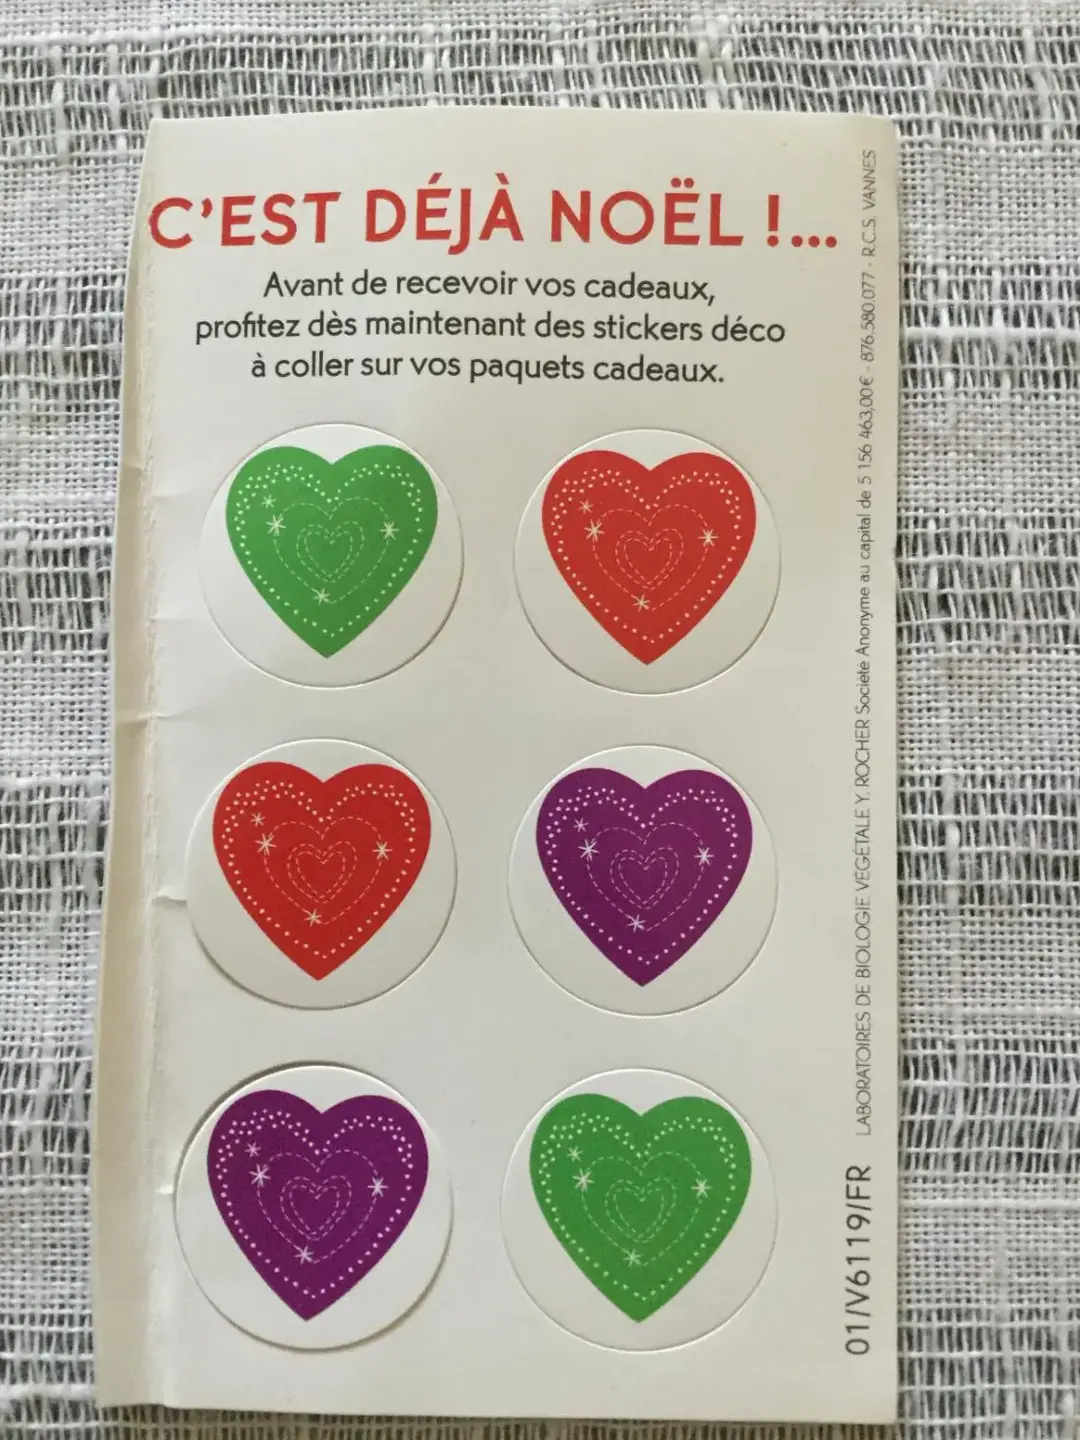 C'EST DÉJÀ NOËL !...
Avant de recevoir vos cadeaux,
profitez dès maintenant des stickers déco
à coller sur vos paquets cadeaux.
01/V6119/FR LABORATOIRES DE BIOLOGIE VÉGÉTALE Y. ROCHER Société Anonyme au capital de 5 156 463,00€ - 876.580.077 - R.C.S. VANNES